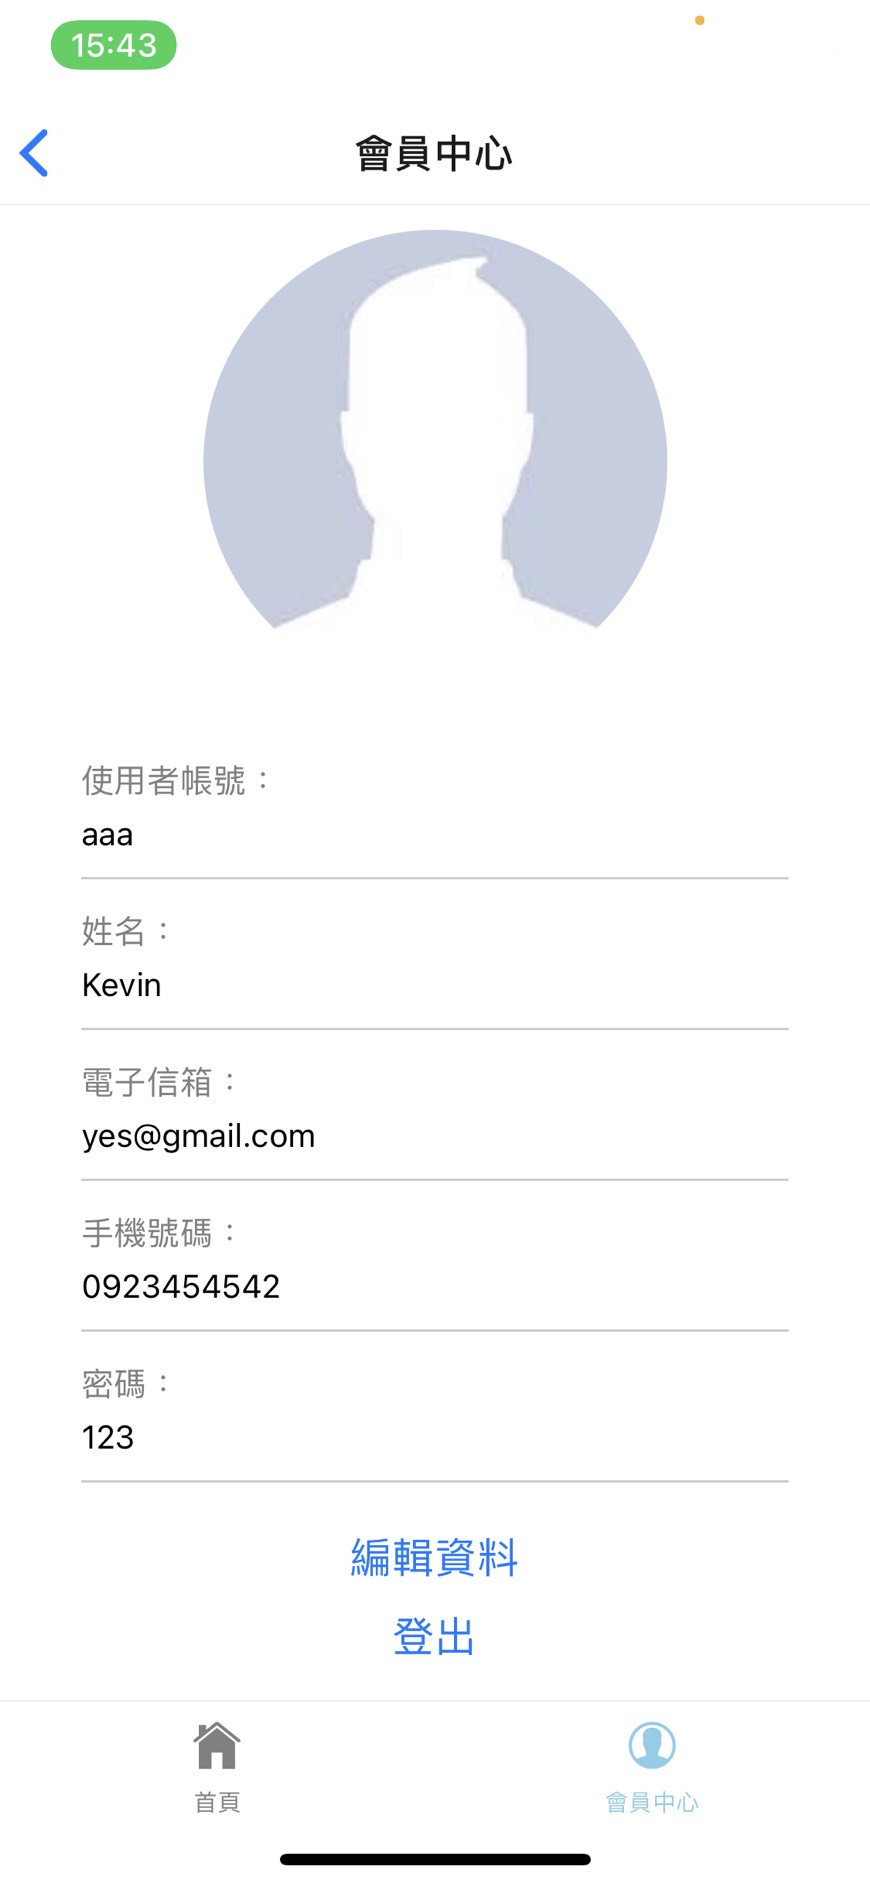 15:43
會員中心
使用者帳號：
aaa
姓名：
Kevin
電子信箱：
yes@gmail.com
手機號碼：
0923454542
密碼：
123
編輯資料
登出
首頁
會員中心